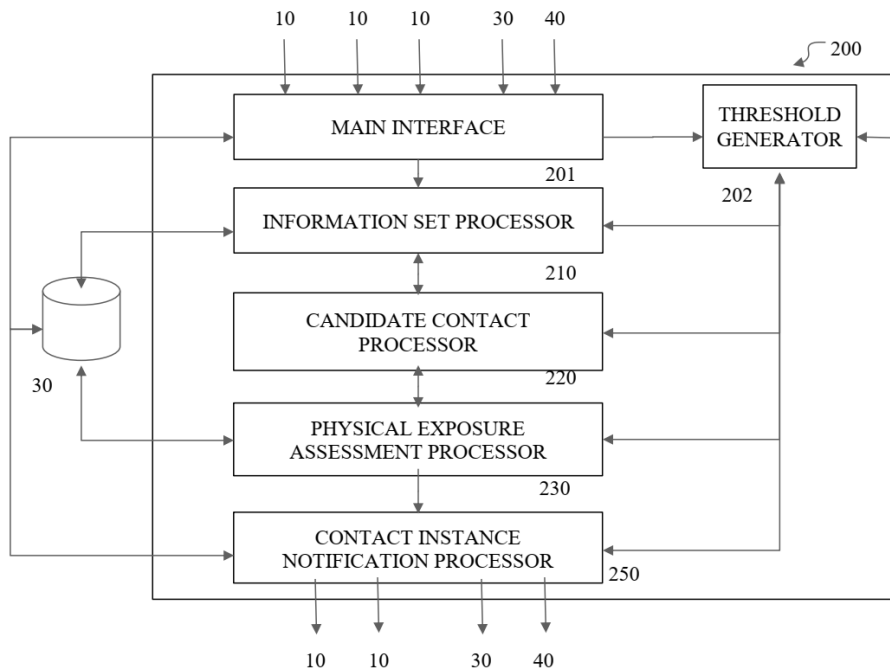 10
10
10
30
40
200
MAIN INTERFACE
THRESHOLD
GENERATOR
201
202
INFORMATION SET PROCESSOR
210
CANDIDATE CONTACT
PROCESSOR
30
220
PHYSICAL EXPOSURE
ASSESSMENT PROCESSOR
230
CONTACT INSTANCE
NOTIFICATION PROCESSOR
250
10
10
30
40